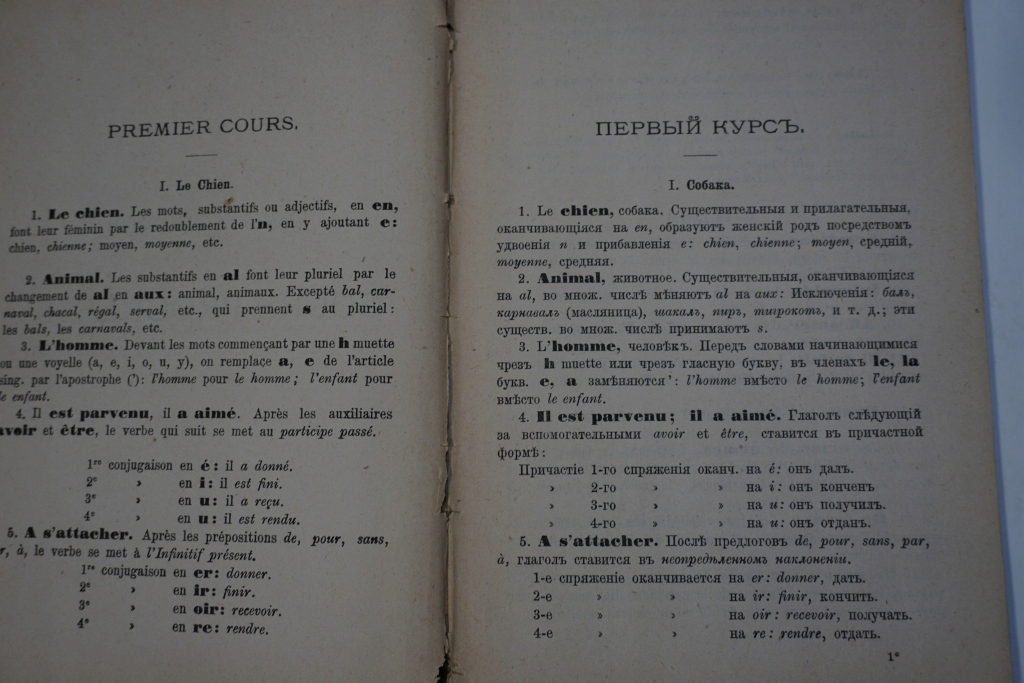 PREMIER COURS.
I. Le Chien.
1. Le chien. Les mots, substantifs ou adjectifs, en en,
font leur féminin par le redoublement de l'n, en y ajoutant e:
chien, chienne; moyen, moyenne, etc.
2. Animal. Les substantifs en al font leur pluriel par le
changement de al en aux: animal, animaux. Excepté bal, car-
naval, chacal, régal, serval, etc., qui prennent s au pluriel:
les bals, les carnavals, etc.
3. L'homme. Devant les mots commençant par une h muette
ou une voyelle (a, e, i, o, u, y), on remplace a, e de l'article
sing. par l'apostrophe ('): l'homme pour le homme; l'enfant pour
le enfant.
4. Il est parvenu, il a aimé. Après les auxiliaires
avoir et être, le verbe qui suit se met au participe passé.
1re conjugaison en é: il a donné.
2e » en i: il est fini.
3e » en u: il a reçu.
4e » en u: il est rendu.
5. A s'attacher. Après les prépositions de, pour, sans,
r, à, le verbe se met à l'Infinitif présent.
1re conjugaison en er: donner.
2e » en ir: finir.
3e » en oir: recevoir.
4e » en re: rendre.
ПЕРВЫЙ КУРСЪ.
I. Собака.
1. Le chien, собака. Существительныя и прилагательныя,
оканчивающіяся на en, образуютъ женскій родъ посредствомъ
удвоенія n и прибавленія e: chien, chienne; moyen, средній,
moyenne, средняя.
2. Animal, животное. Существительныя, оканчивающіяся
на al, во множ. числѣ мѣняютъ al на aux: Исключенія: балъ,
карнавалъ (масляница), шакалъ, пиръ, тигрокотъ, и т. д.; эти
существ. во множ. числѣ принимаютъ s.
3. L'homme, человѣкъ. Передъ словами начинающимися
чрезъ h muette или чрезъ гласную букву, въ членахъ le, la
букв. e, a замѣняются': l'homme вмѣсто le homme; l'enfant
вмѣсто le enfant.
4. Il est parvenu; il a aimé. Глаголъ слѣдующій
за вспомогательными avoir et être, ставится въ причастной
формѣ:
Причастіе 1-го спряженія оканч. на é: онъ далъ.
» 2-го » » на i: онъ конченъ
» 3-го » » на u: онъ получилъ.
» 4-го » » на u: онъ отданъ.
5. A s'attacher. Послѣ предлоговъ de, pour, sans, par,
à, глаголъ ставится въ неопредѣленномъ наклоненіи.
1-е спряженіе оканчивается на er: donner, дать.
2-е » » на ir: finir, кончить.
3-е » » на oir: recevoir, получать.
4-е » » на re: rendre, отдать.
1*